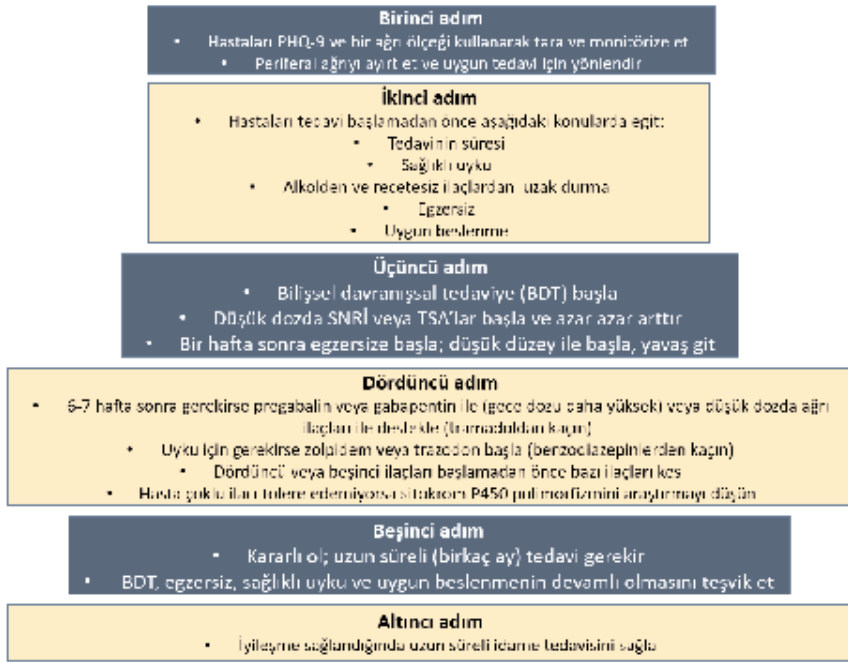 Birinci adım
• Hastaları PHQ-9 ve bir ağrı ölçeği kullanarak tara ve monitörize et
• Periferal ağrıyı ayırt et ve uygun tedavi için yönlendir
İkinci adım
• Hastaları tedavi başlamadan önce aşağıdaki konularda eğit:
• Tedavinin süresi
• Sağlıklı uyku
• Alkolden ve reçetesiz ilaçlardan uzak durma
• Egzersiz
• Uygun beslenme
Üçüncü adım
• Bilişsel davranışsal tedaviye (BDT) başla
• Düşük dozda SNRİ veya TSA'lar başla ve azar azar arttır
• Bir hafta sonra egzersize başla; düşük düzey ile başla, yavaş git
Dördüncü adım
• 6-7 hafta sonra gerekirse pregabalin veya gabapentin ile (gece dozu daha yüksek) veya düşük dozda ağrı
ilaçları ile destekle (tramadoldan kaçın)
• Uyku için gerekirse zolpidem veya trazodon başla (benzodiazepinlerden kaçın)
• Dördüncü veya beşinci ilaçları başlamadan önce bazı ilaçları kes
• Hasta çoklu ilacı tolere edemiyorsa sitokrom P450 polimorfizmini araştırmayı düşün
Beşinci adım
• Kararlı ol; uzun süreli (birkaç ay) tedavi gerekir
• BDT, egzersiz, sağlıklı uyku ve uygun beslenmenin devamlı olmasını teşvik et
Altıncı adım
• İyileşme sağlandığında uzun süreli idame tedavisini sağla